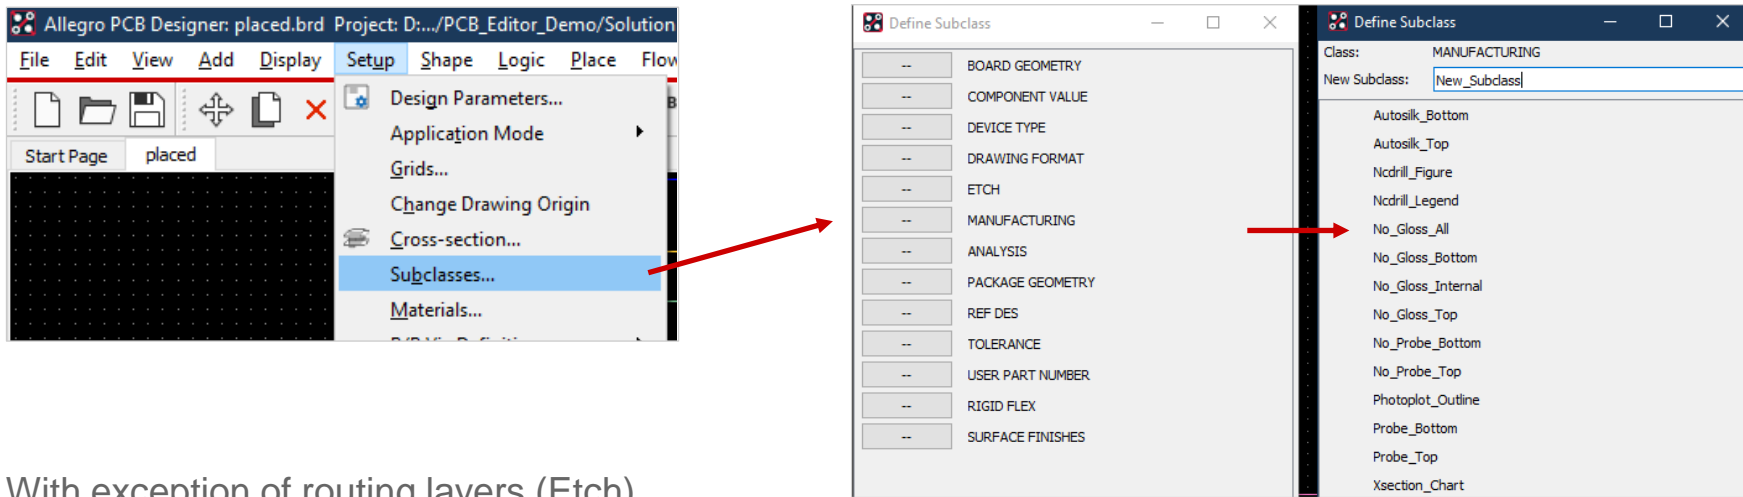 Allegro PCB Designer: placed.brd Project: D:.../PCB_Editor_Demo/Solution
File Edit View Add Display Setup Shape Logic Place Flow
Design Parameters...
Application Mode
Grids...
Change Drawing Origin
Cross-section...
Subclasses...
Materials...
Start Page placed
Define Subclass
-- BOARD GEOMETRY
-- COMPONENT VALUE
-- DEVICE TYPE
-- DRAWING FORMAT
-- ETCH
-- MANUFACTURING
-- ANALYSIS
-- PACKAGE GEOMETRY
-- REF DES
-- TOLERANCE
-- USER PART NUMBER
-- RIGID FLEX
-- SURFACE FINISHES
Define Subclass
Class: MANUFACTURING
New Subclass: New_Subclass
Autosilk_Bottom
Autosilk_Top
Ncdrill_Figure
Ncdrill_Legend
No_Gloss_All
No_Gloss_Bottom
No_Gloss_Internal
No_Gloss_Top
No_Probe_Bottom
No_Probe_Top
Photoplot_Outline
Probe_Bottom
Probe_Top
Xsection_Chart
With exception of routing layers (Etch)